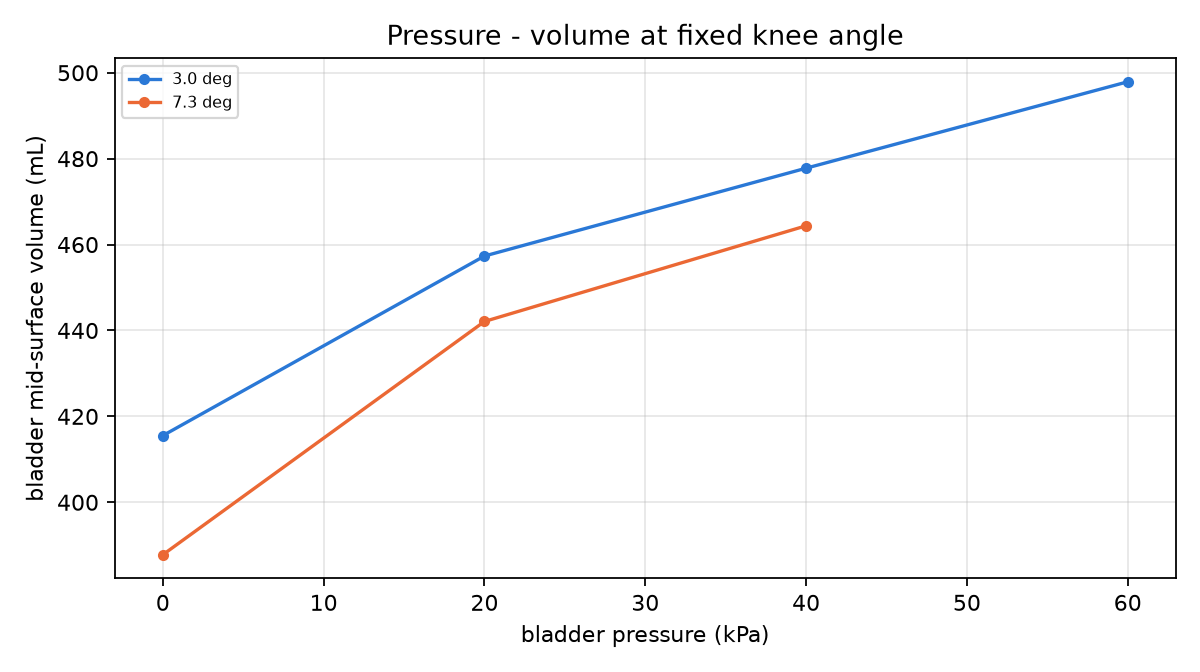 Pressure - volume at fixed knee angle
3.0 deg
7.3 deg
bladder mid-surface volume (mL)
500
480
460
440
420
400
0 10 20 30 40 50 60
bladder pressure (kPa)